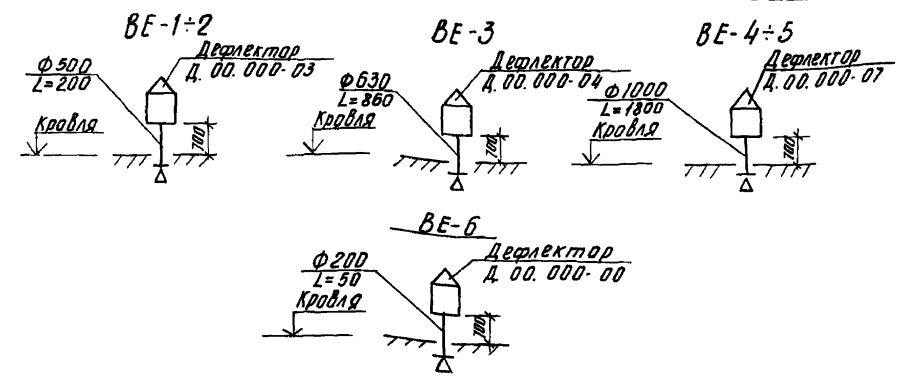 ВЕ-1÷2
Ф500
L=200
Дефлектор
Д. 00.000-03
Кровля
700
ВЕ-3
Ф630
L=860
Дефлектор
Д. 00.000-04
Кровля
700
ВЕ-4÷5
Ф1000
L=1800
Дефлектор
Д. 00.000-07
Кровля
700
ВЕ-6
Ф200
L=50
Дефлектор
Д. 00.000-00
Кровля
700